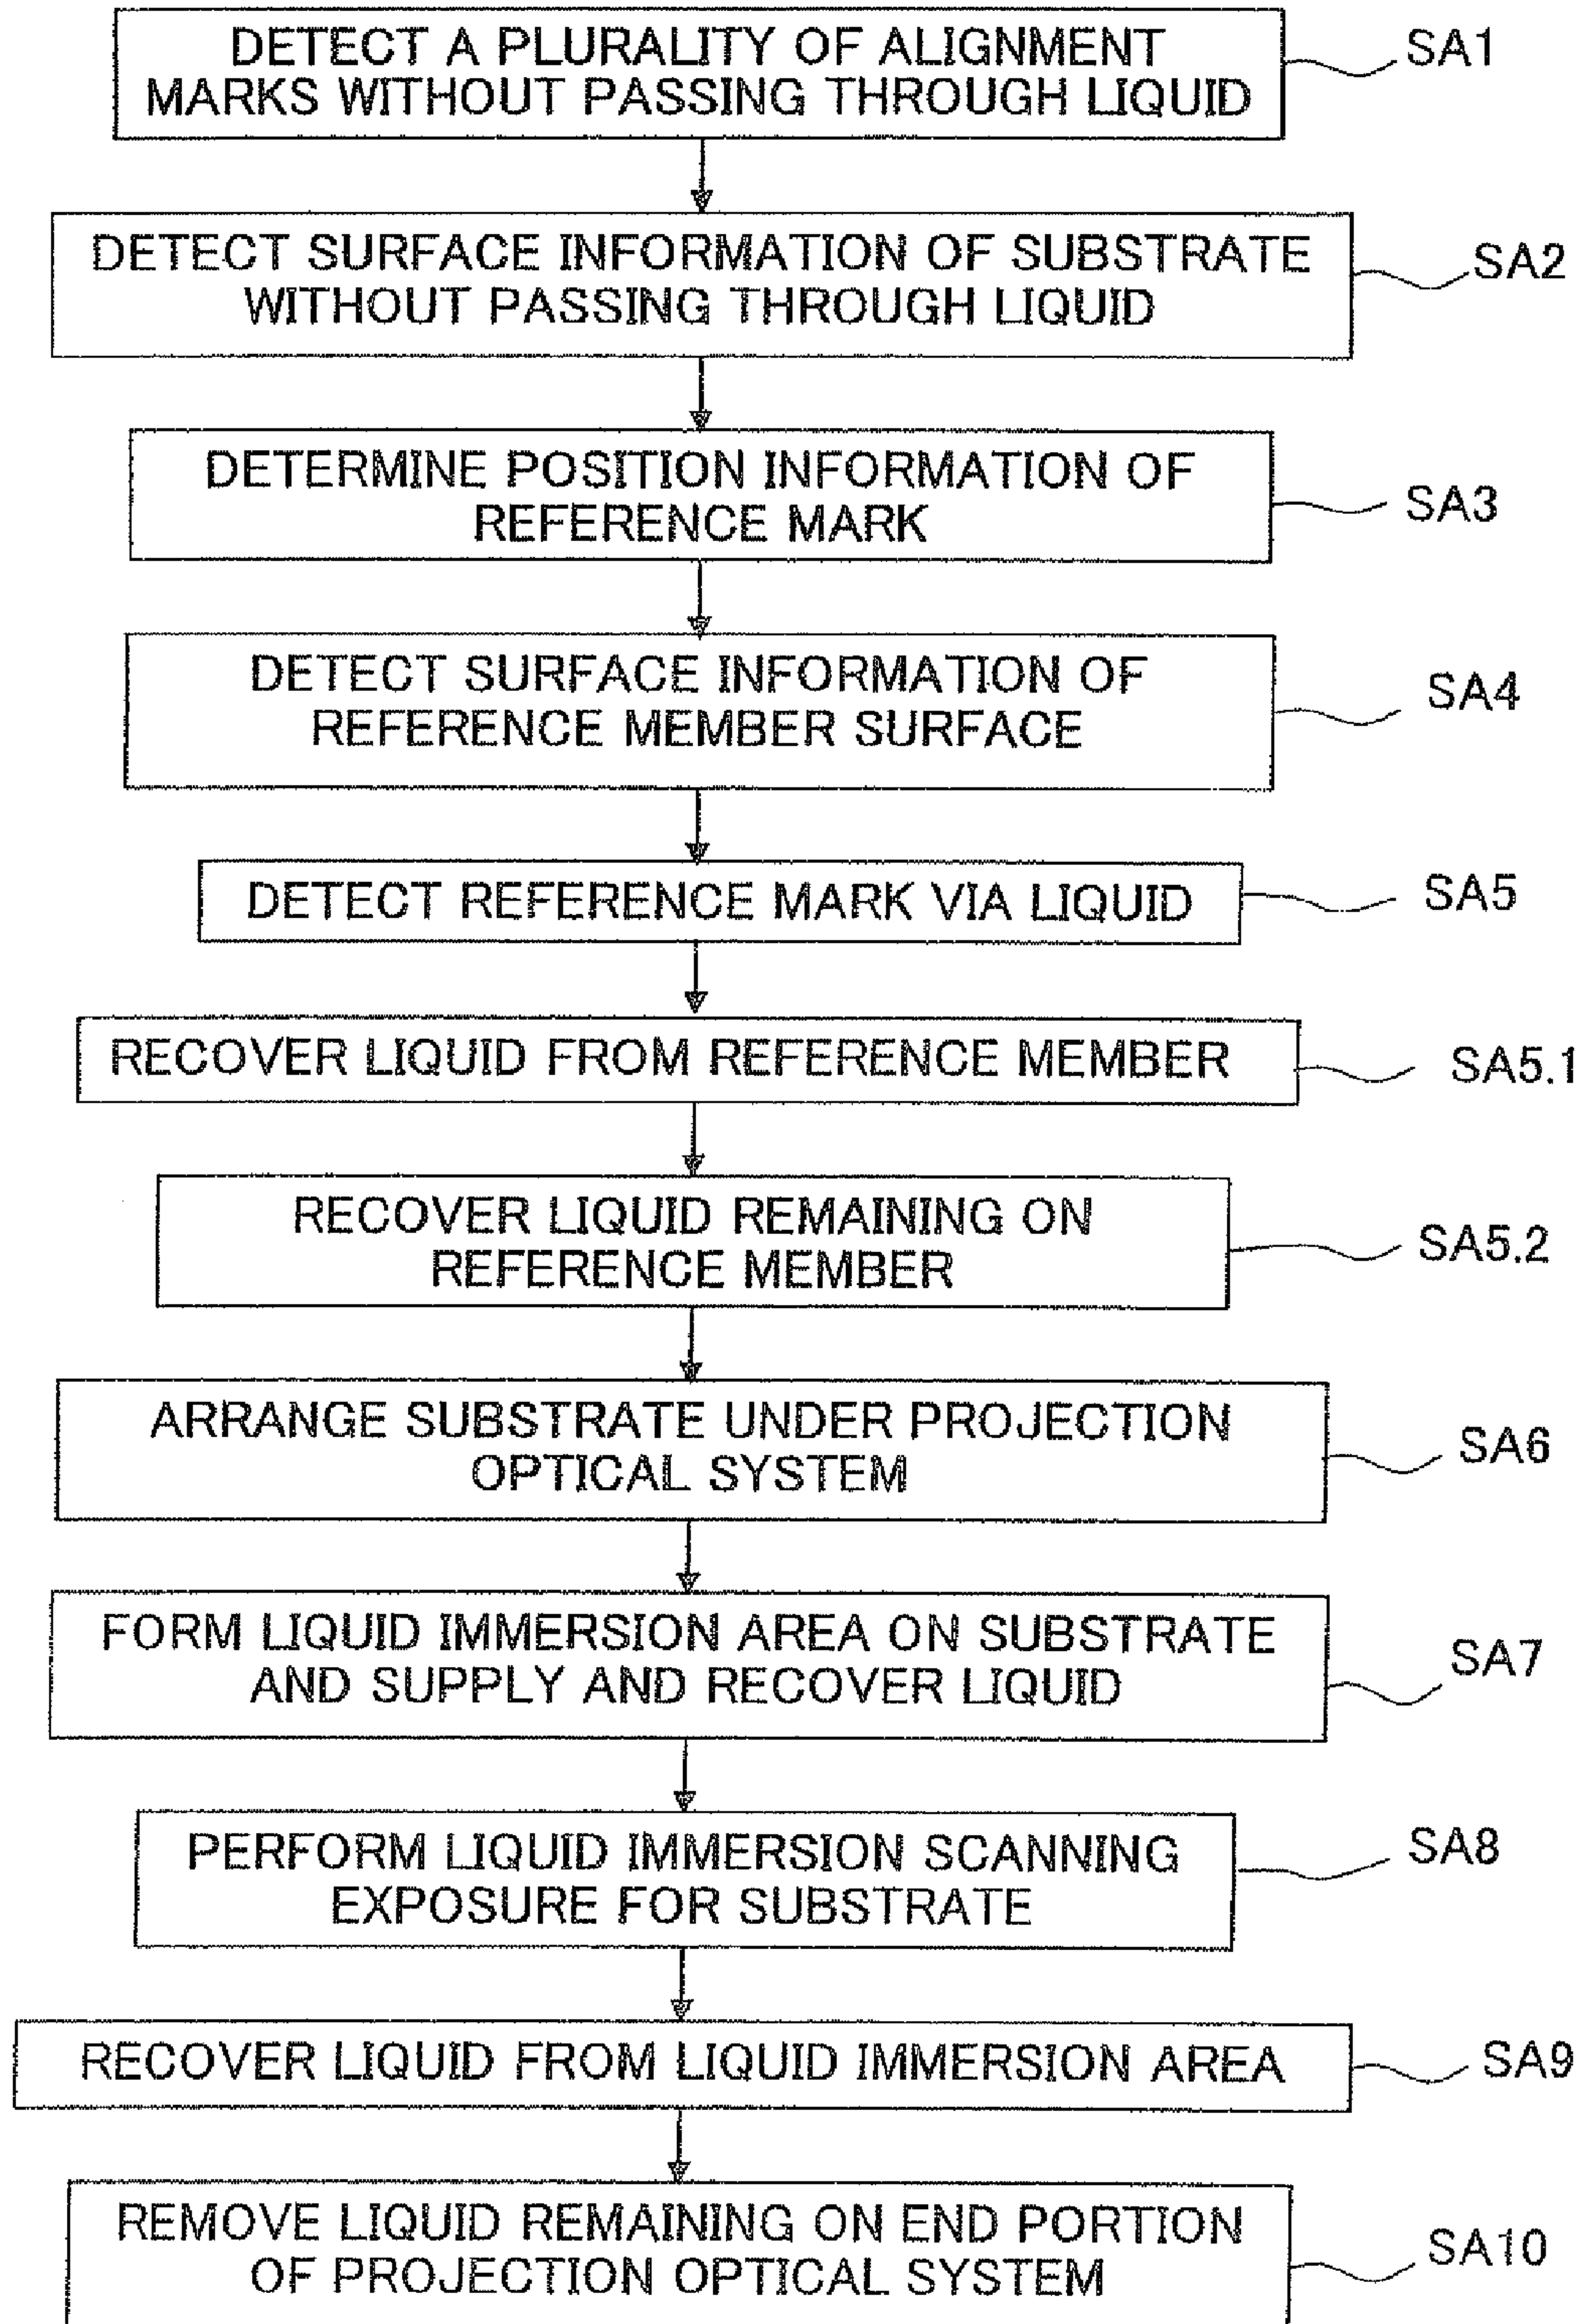 DETECT A PLURALITY OF ALIGNMENT
MARKS WITHOUT PASSING THROUGH LIQUID
SA1
DETECT SURFACE INFORMATION OF SUBSTRATE
WITHOUT PASSING THROUGH LIQUID
SA2
DETERMINE POSITION INFORMATION OF
REFERENCE MARK
SA3
DETECT SURFACE INFORMATION OF
REFERENCE MEMBER SURFACE
SA4
DETECT REFERENCE MARK VIA LIQUID
SA5
RECOVER LIQUID FROM REFERENCE MEMBER
SA5.1
RECOVER LIQUID REMAINING ON
REFERENCE MEMBER
SA5.2
ARRANGE SUBSTRATE UNDER PROJECTION
OPTICAL SYSTEM
SA6
FORM LIQUID IMMERSION AREA ON SUBSTRATE
AND SUPPLY AND RECOVER LIQUID
SA7
PERFORM LIQUID IMMERSION SCANNING
EXPOSURE FOR SUBSTRATE
SA8
RECOVER LIQUID FROM LIQUID IMMERSION AREA
SA9
REMOVE LIQUID REMAINING ON END PORTION
OF PROJECTION OPTICAL SYSTEM
SA10